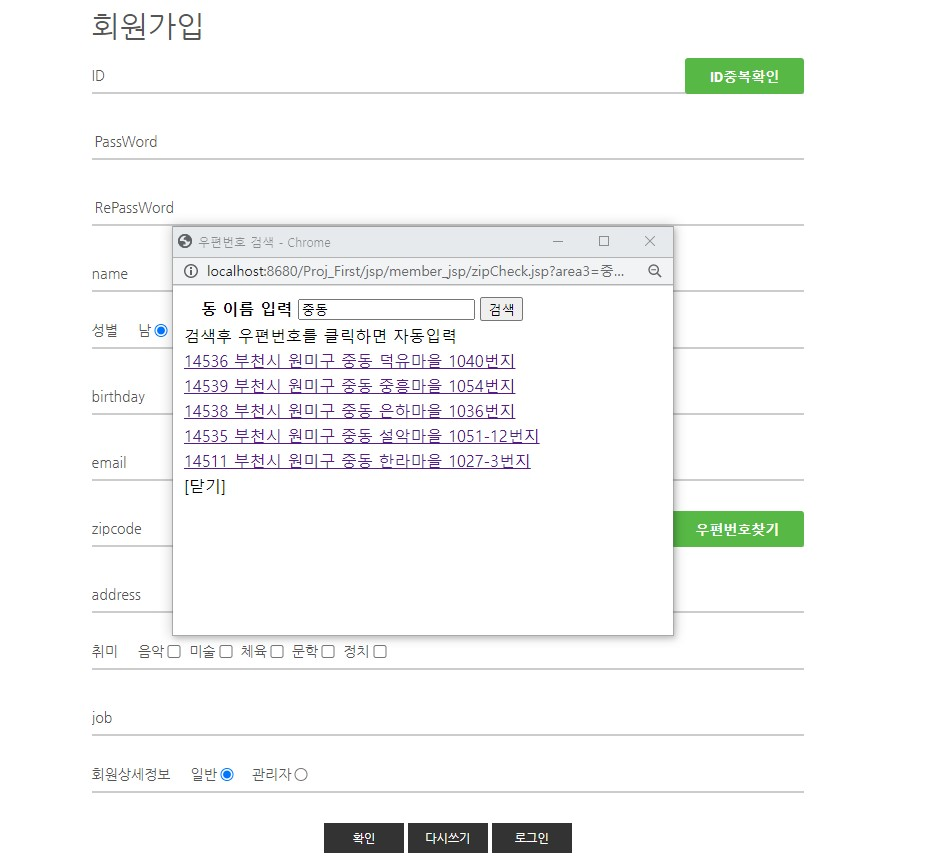 회원가입
ID ID중복확인
PassWord
RePassWord
우편번호 검색 - Chrome
localhost:8680/Proj_First/jsp/member_jsp/zipCheck.jsp?area3=중...
name
동 이름 입력 중동 검색
성별 남
검색후 우편번호를 클릭하면 자동입력
14536 부천시 원미구 중동 덕유마을 1040번지
14539 부천시 원미구 중동 중흥마을 1054번지
birthday
14538 부천시 원미구 중동 은하마을 1036번지
14535 부천시 원미구 중동 설악마을 1051-12번지
email
14511 부천시 원미구 중동 한라마을 1027-3번지
[닫기]
zipcode 우편번호찾기
address
취미 음악 미술 체육 문학 정치
job
회원상세정보 일반 관리자
확인 다시쓰기 로그인